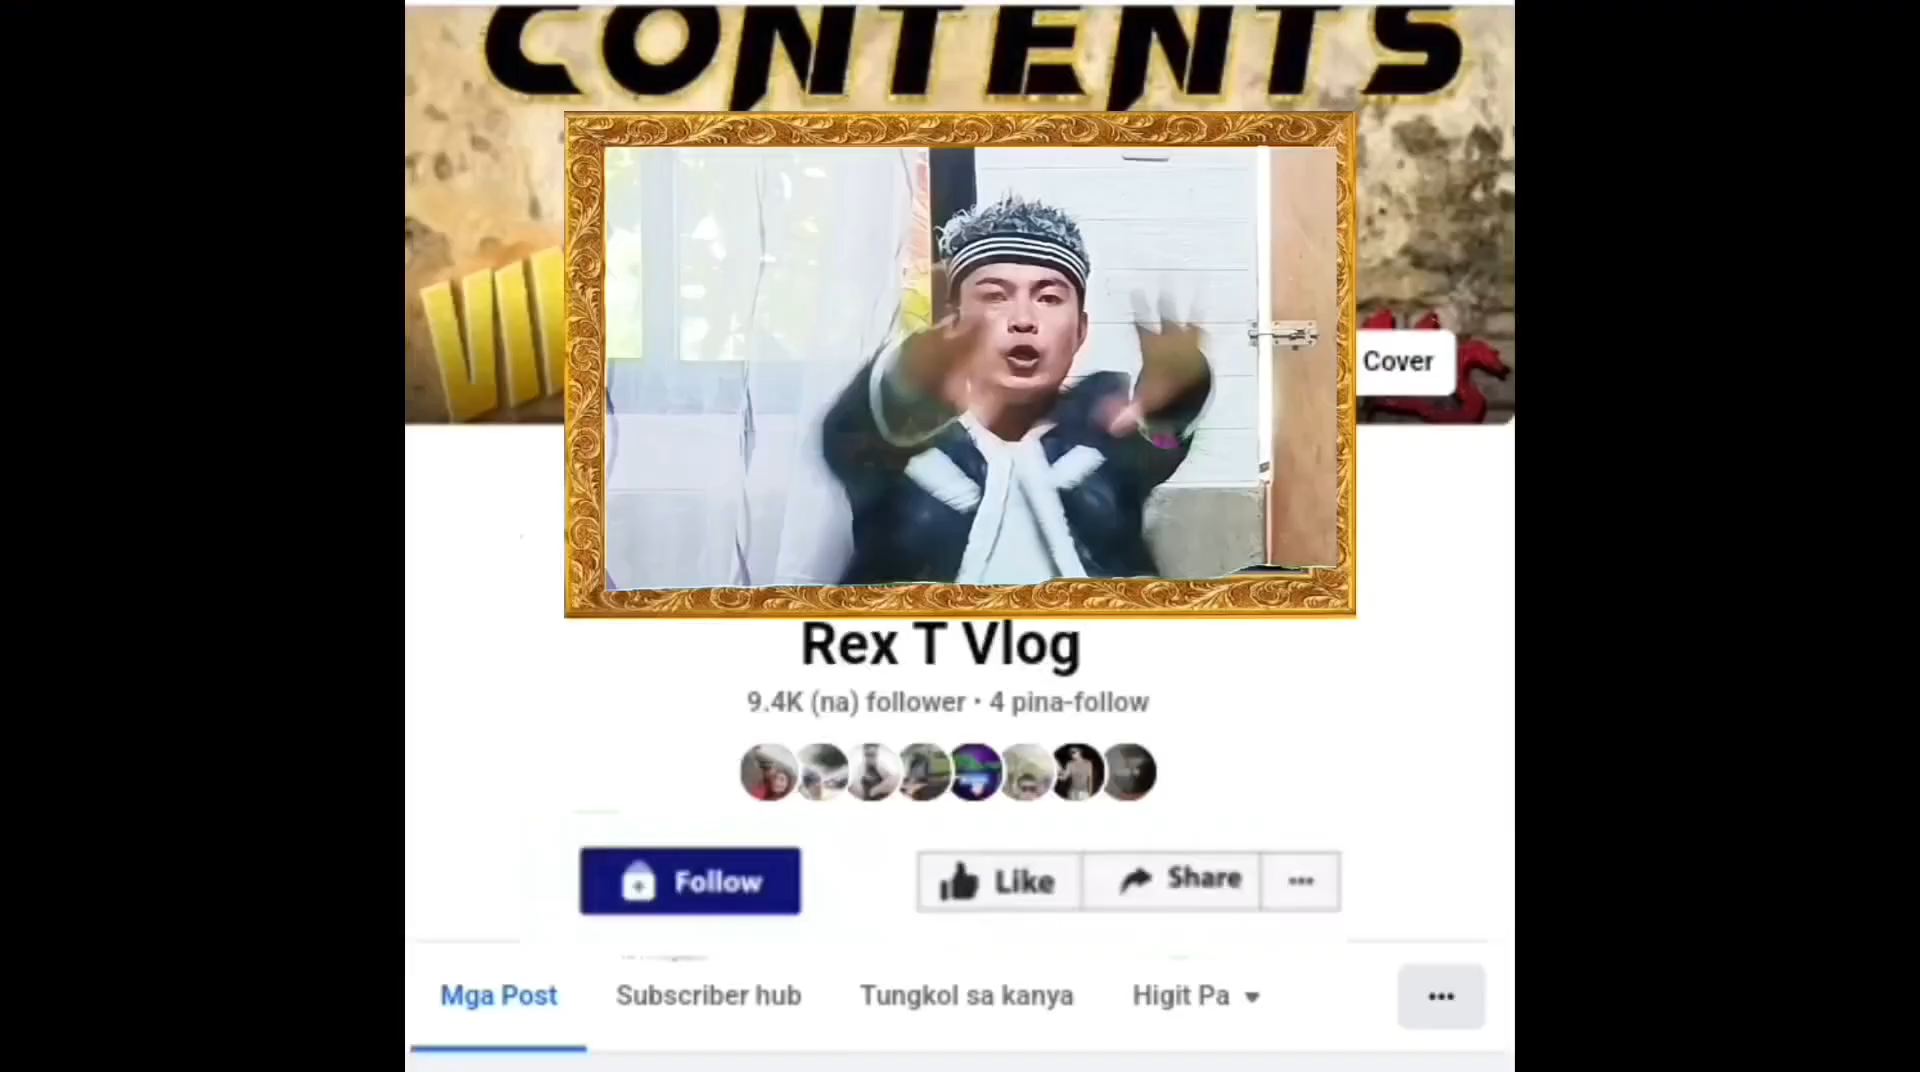 CONTENTS
Cover
Rex T Vlog
9.4K (na) follower • 4 pina-follow
Follow
Like
Share
Mga Post
Subscriber hub
Tungkol sa kanya
Higit Pa